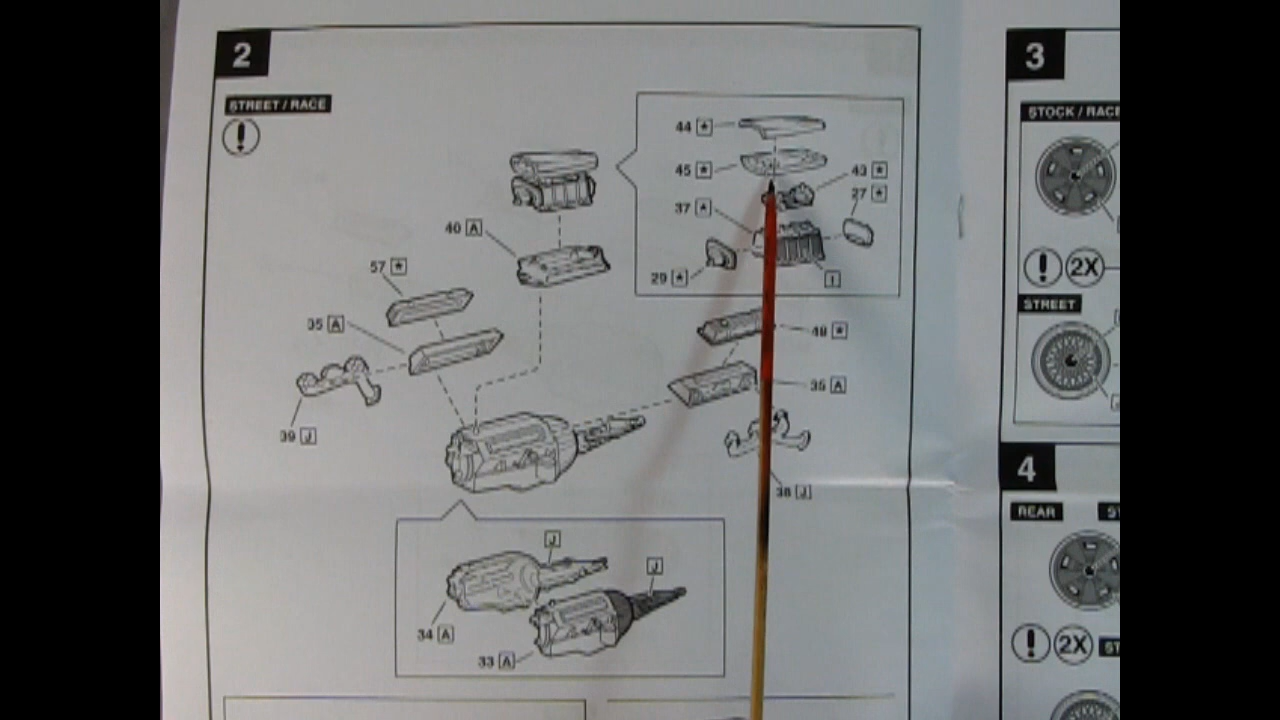 2
STREET / RACE
!
44 ★
45 ★
43 ★
27 ★
37 ★
29 ★
I
40 A
57 ★
35 A
39 J
48 ★
35 A
38 J
J
J
34 A
33 A
3
STOCK / RACE
! 2X
STREET
4
REAR
! 2X